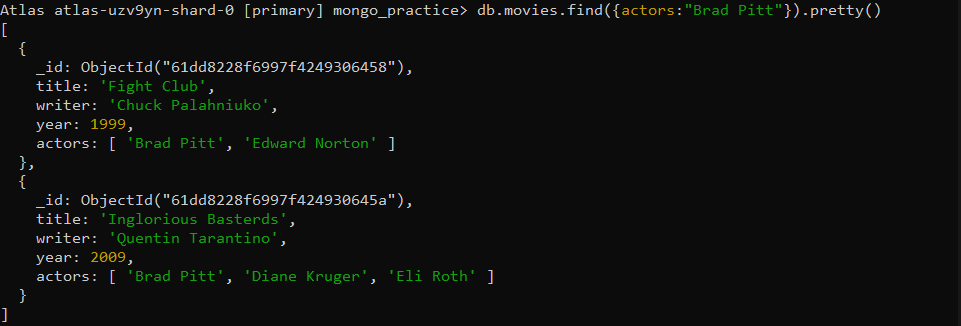 Atlas atlas-uzv9yn-shard-0 [primary] mongo_practice> db.movies.find({actors:"Brad Pitt"}).pretty()
[
  {
    _id: ObjectId("61dd8228f6997f4249306458"),
    title: 'Fight Club',
    writer: 'Chuck Palahniuko',
    year: 1999,
    actors: [ 'Brad Pitt', 'Edward Norton' ]
  },
  {
    _id: ObjectId("61dd8228f6997f424930645a"),
    title: 'Inglorious Basterds',
    writer: 'Quentin Tarantino',
    year: 2009,
    actors: [ 'Brad Pitt', 'Diane Kruger', 'Eli Roth' ]
  }
]